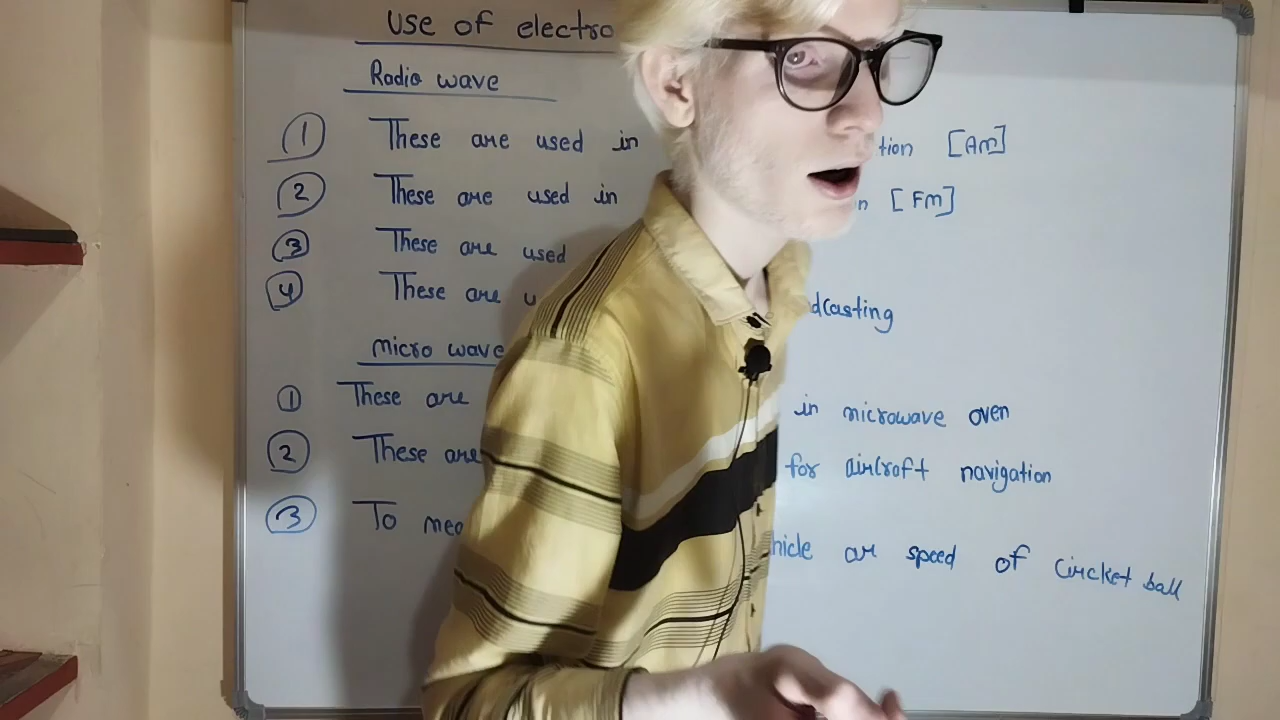 Use of electro
Radio wave
1 These are used in tion [Am]
2 These are used in n [Fm]
3 These are used
4 These are u dcasting
micro wave
1 These are in microwave oven
2 These are for aircroft navigation
3 To mea hicle or speed of circket ball